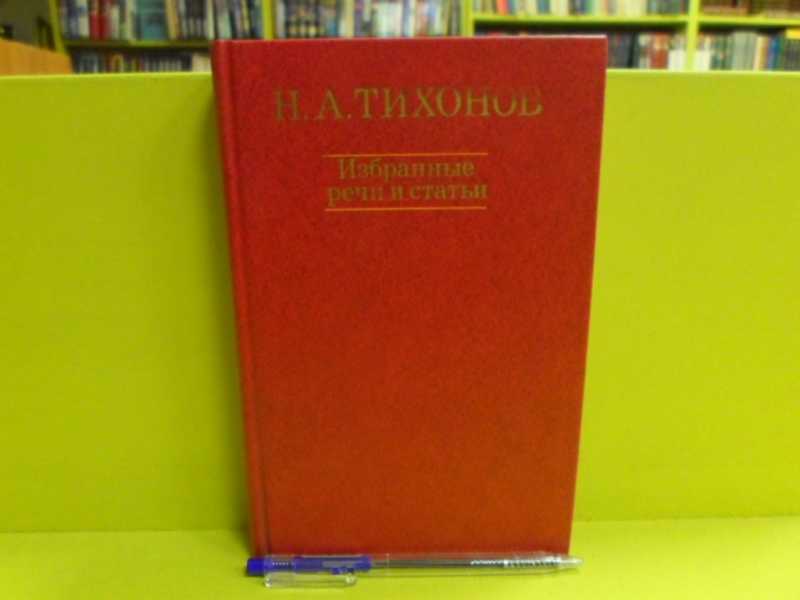 Н. А. ТИХОНОВ
Избранные
речи и статьи